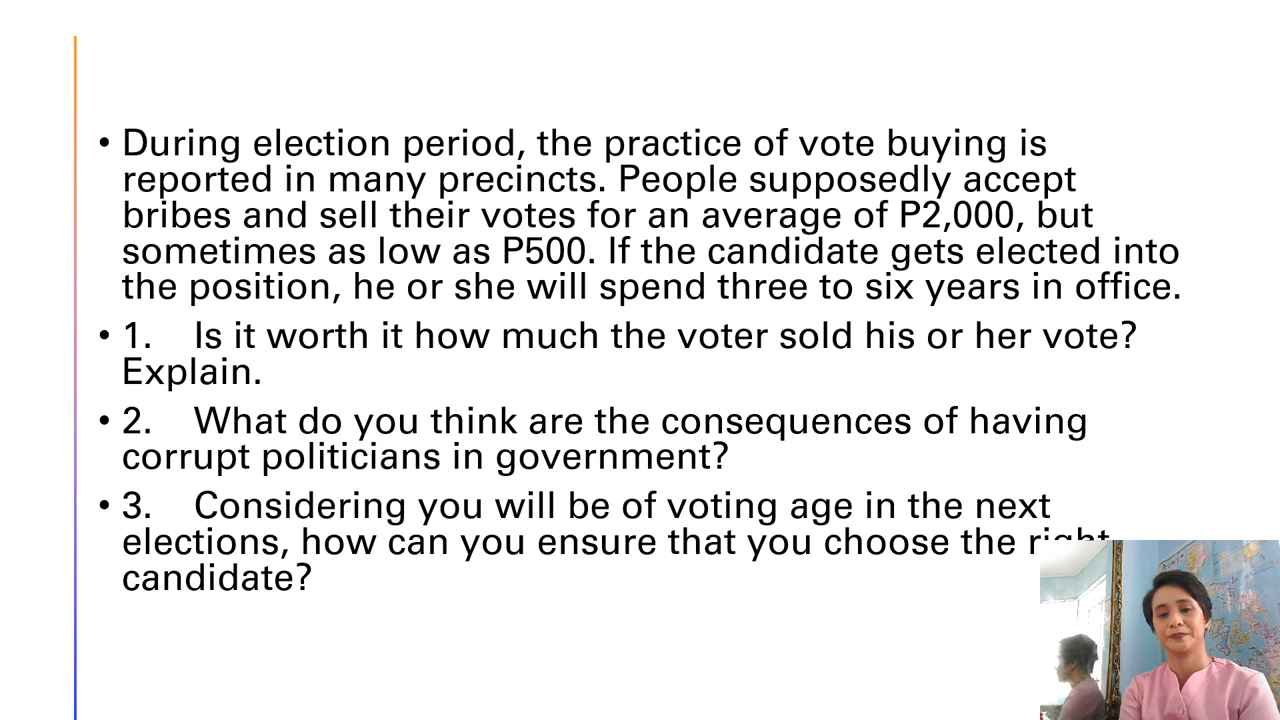 • During election period, the practice of vote buying is
reported in many precincts. People supposedly accept
bribes and sell their votes for an average of P2,000, but
sometimes as low as P500. If the candidate gets elected into
the position, he or she will spend three to six years in office.
• 1. Is it worth it how much the voter sold his or her vote?
Explain.
• 2. What do you think are the consequences of having
corrupt politicians in government?
• 3. Considering you will be of voting age in the next
elections, how can you ensure that you choose the right
candidate?